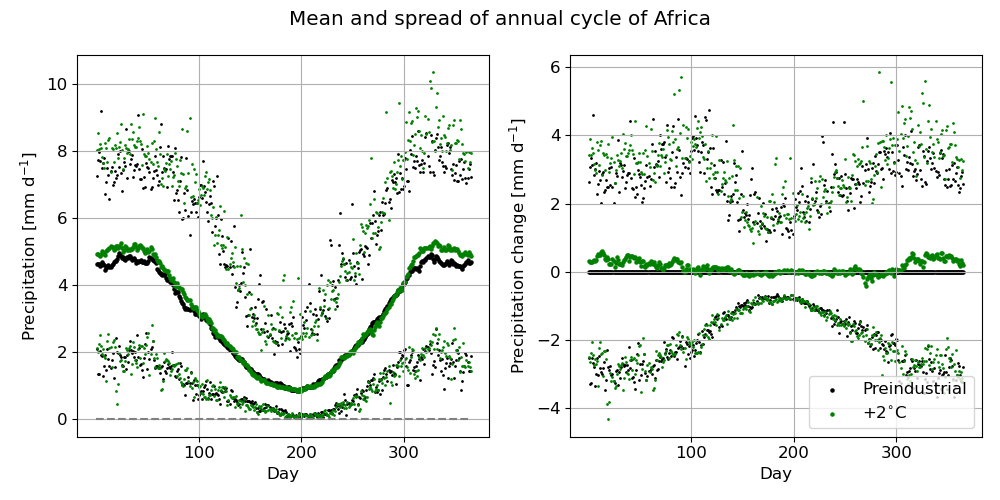 Mean and spread of annual cycle of Africa
Precipitation [mm d⁻¹]
10
8
6
4
2
0
100
200
300
Day
Precipitation change [mm d⁻¹]
6
4
2
0
−2
−4
100
200
300
Day
Preindustrial
+2°C